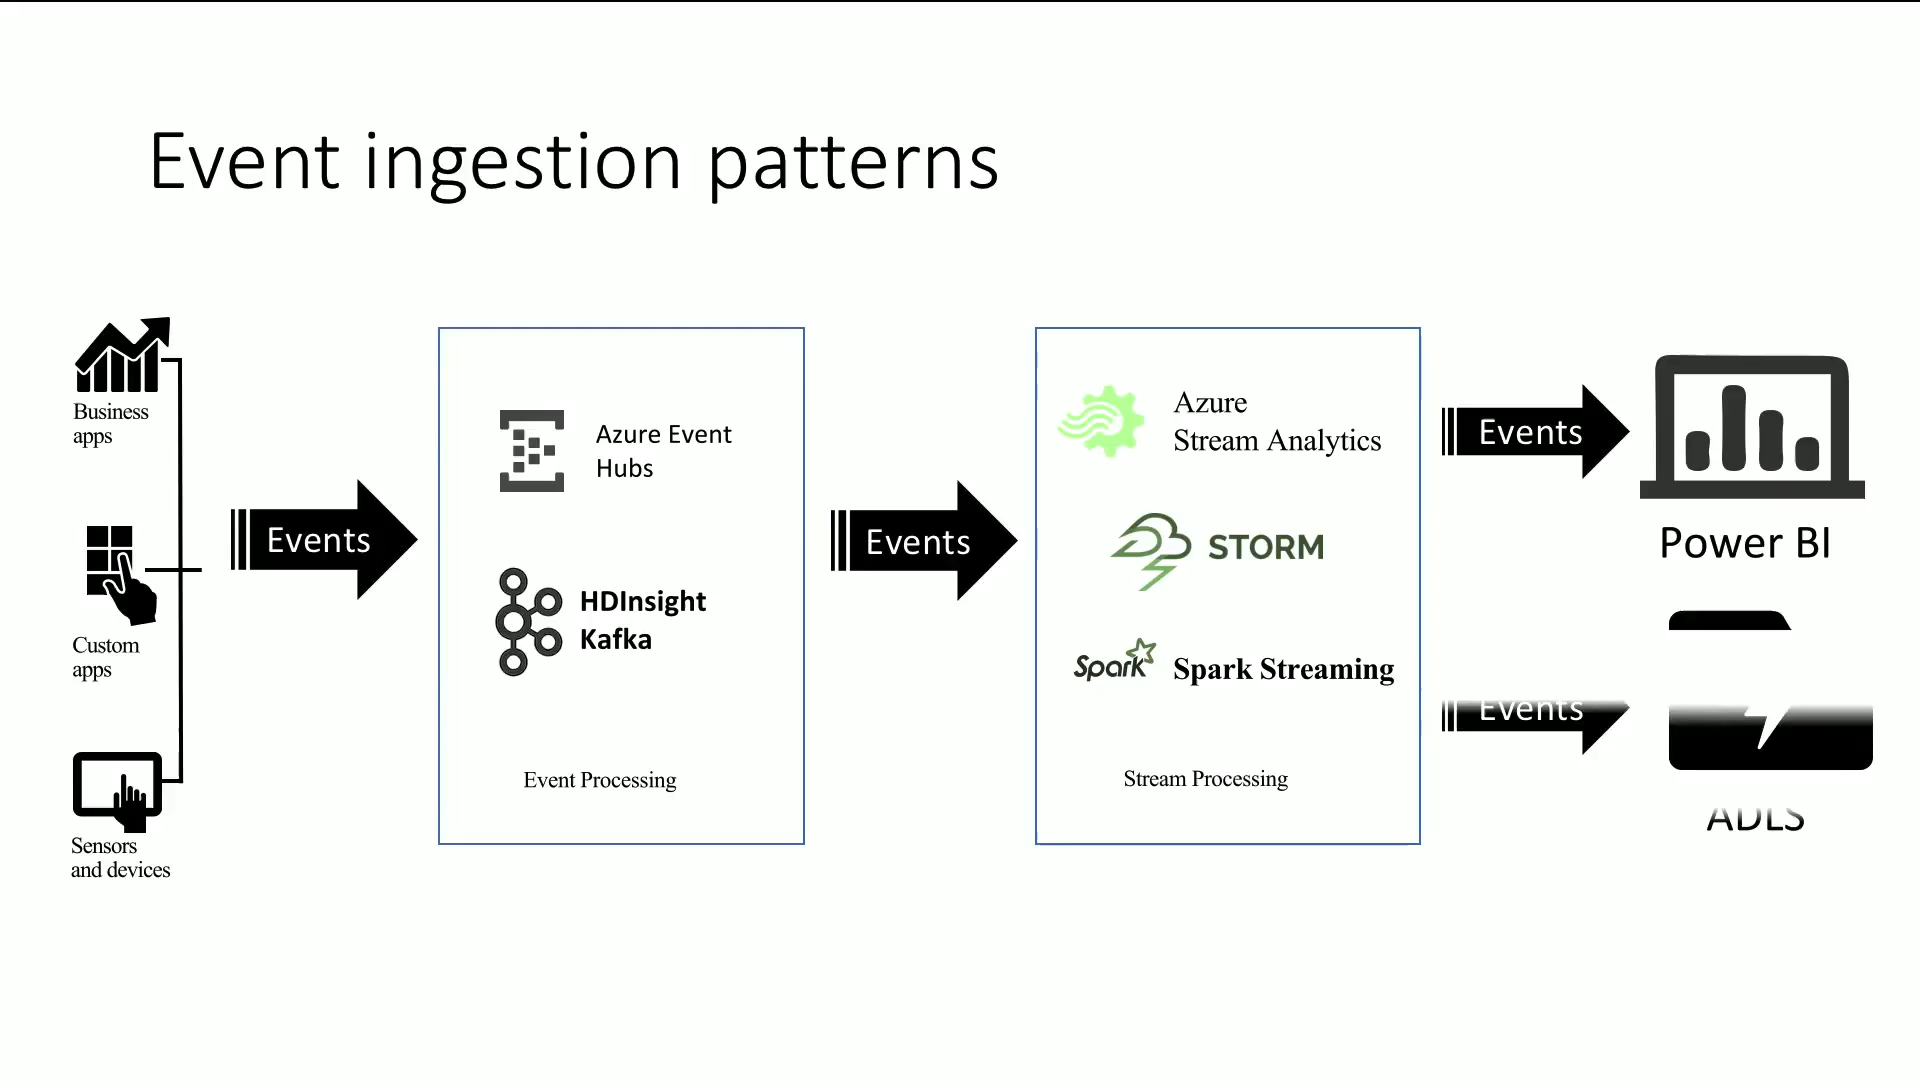 Event ingestion patterns
Business
apps
Custom
apps
Sensors
and devices
Events
Azure Event
Hubs
HDInsight
Kafka
Event Processing
Events
Azure
Stream Analytics
STORM
Spark
Spark Streaming
Stream Processing
Events
Power BI
Events
ADLS